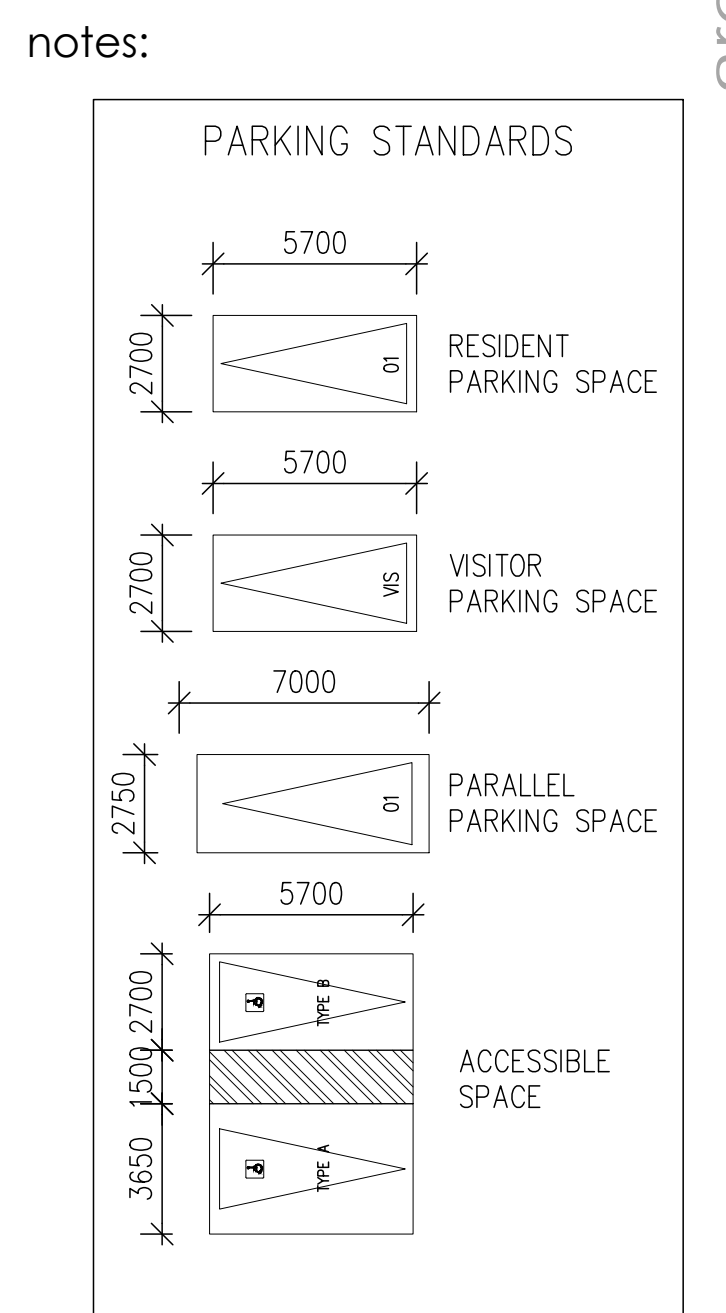 notes:
PARKING STANDARDS
5700
2700
01
RESIDENT
PARKING SPACE
5700
2700
VIS
VISITOR
PARKING SPACE
7000
2750
01
PARALLEL
PARKING SPACE
5700
2700
TYPE B
1500
ACCESSIBLE
SPACE
3650
TYPE A